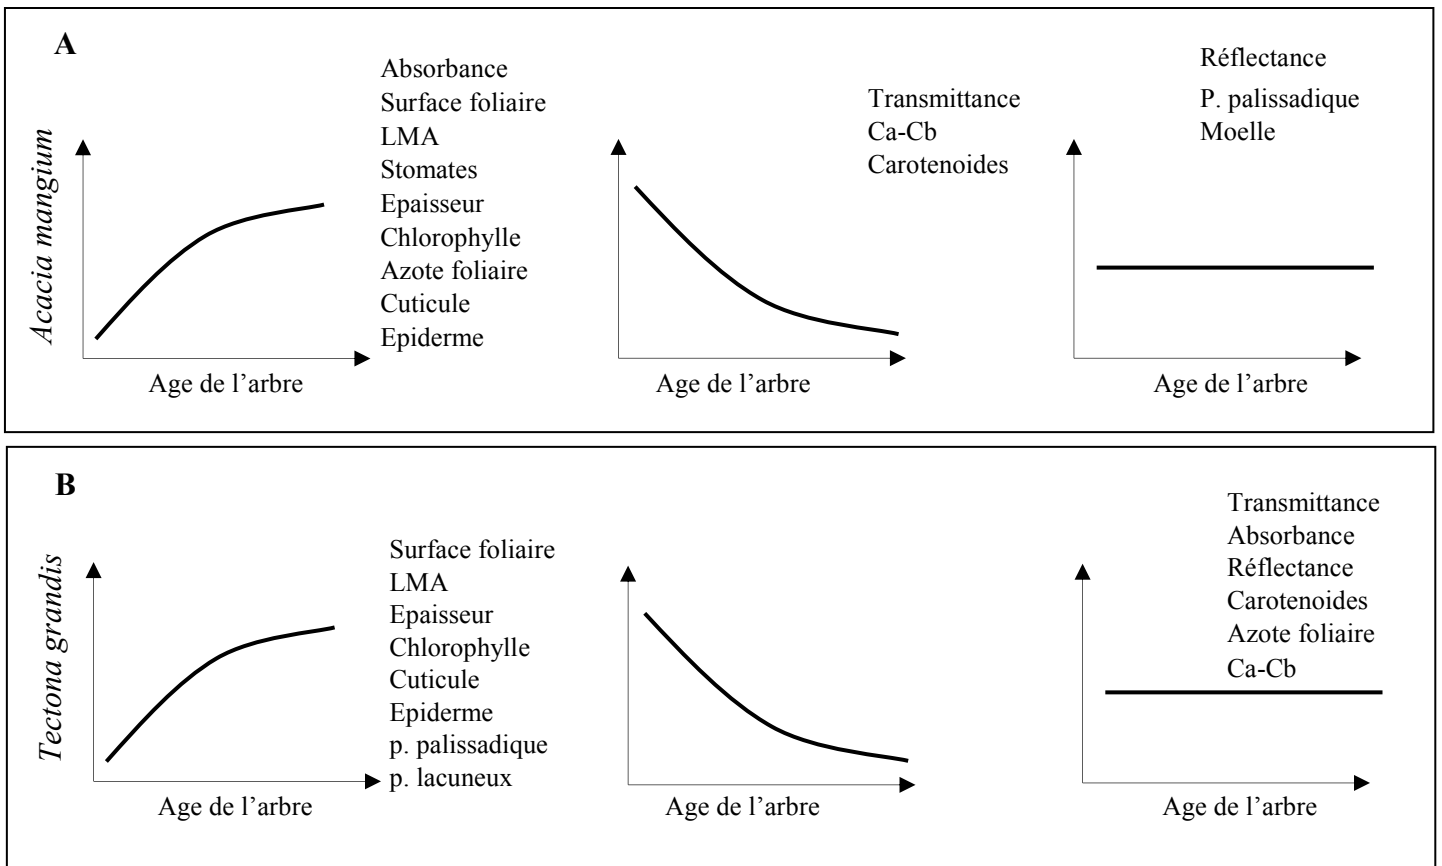 A
Acacia mangium
Absorbance
Surface foliaire
LMA
Stomates
Epaisseur
Chlorophylle
Azote foliaire
Cuticule
Epiderme
Age de l’arbre
Transmittance
Ca-Cb
Carotenoides
Age de l’arbre
Réflectance
P. palissadique
Moelle
Age de l’arbre
B
Tectona grandis
Surface foliaire
LMA
Epaisseur
Chlorophylle
Cuticule
Epiderme
p. palissadique
p. lacuneux
Age de l’arbre
Age de l’arbre
Transmittance
Absorbance
Réflectance
Carotenoides
Azote foliaire
Ca-Cb
Age de l’arbre